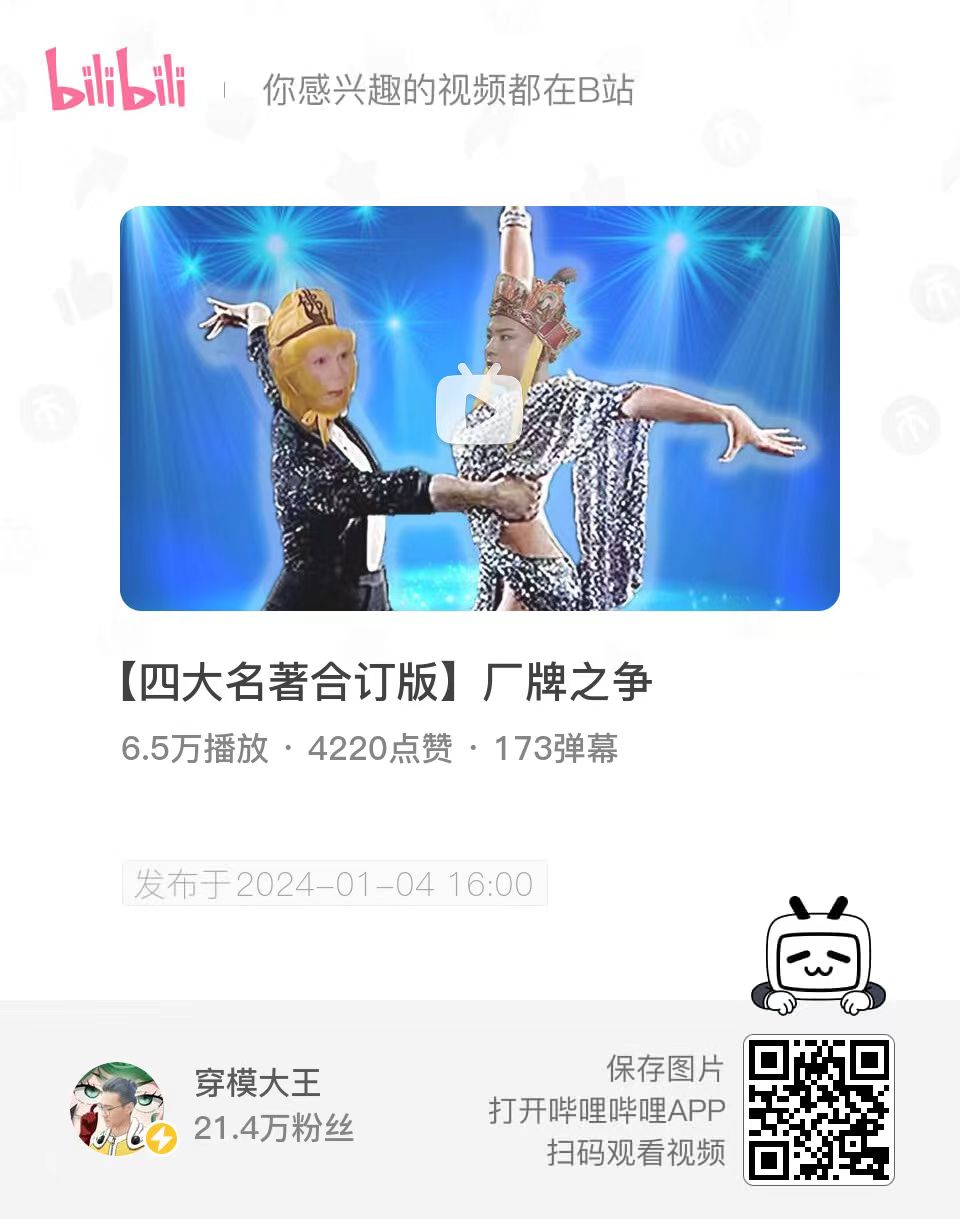 bilibili
你感兴趣的视频都在B站
【四大名著合订版】厂牌之争
6.5万播放 · 4220点赞 · 173弹幕
发布于2024-01-04 16:00
穿模大王
21.4万粉丝
保存图片
打开哔哩哔哩APP
扫码观看视频